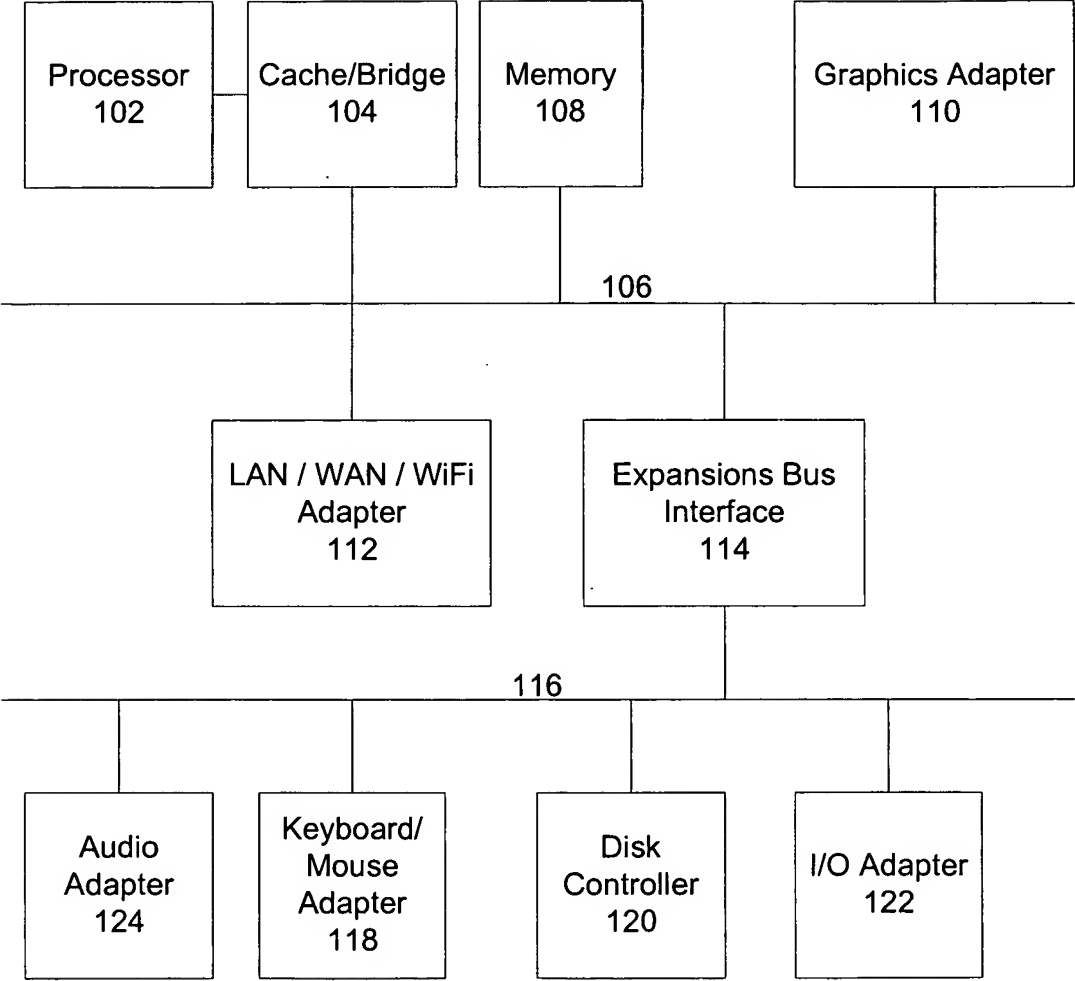 Processor
102
Cache/Bridge
104
Memory
108
Graphics Adapter
110
106
LAN / WAN / WiFi
Adapter
112
Expansions Bus
Interface
114
116
Audio
Adapter
124
Keyboard/
Mouse
Adapter
118
Disk
Controller
120
I/O Adapter
122